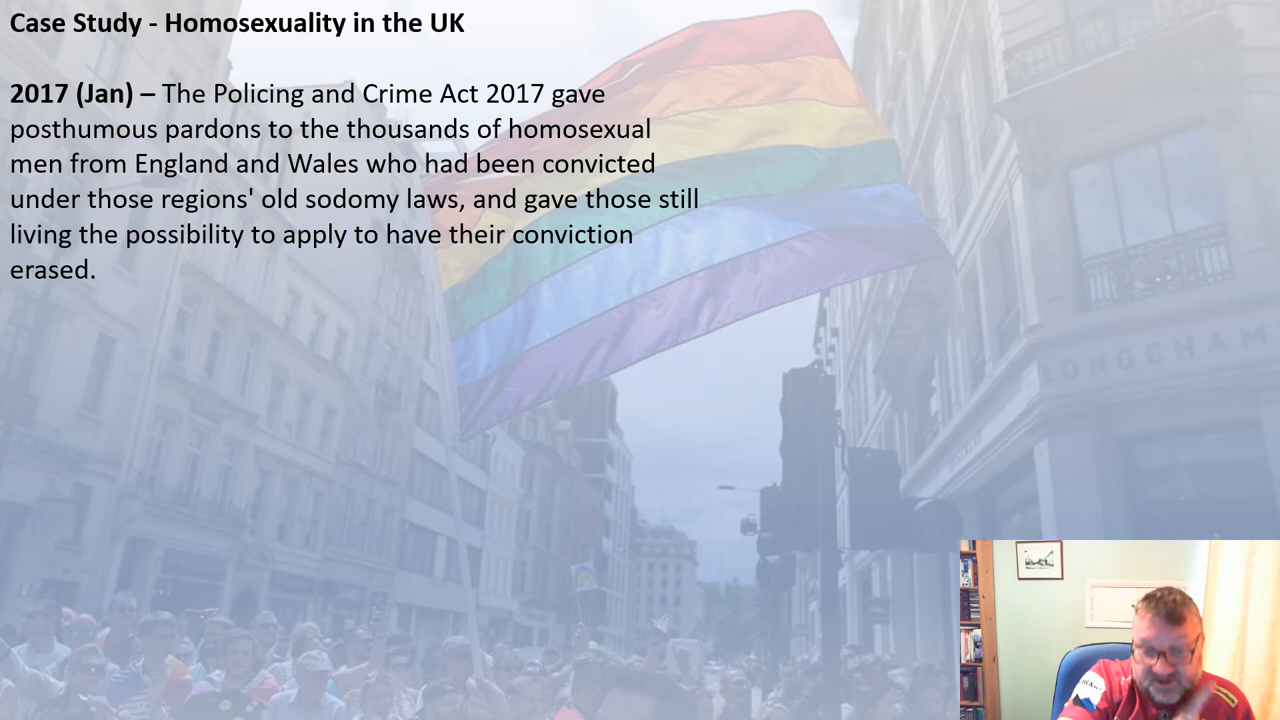 Case Study - Homosexuality in the UK
2017 (Jan) – The Policing and Crime Act 2017 gave
posthumous pardons to the thousands of homosexual
men from England and Wales who had been convicted
under those regions' old sodomy laws, and gave those still
living the possibility to apply to have their conviction
erased.
LONGCHAM